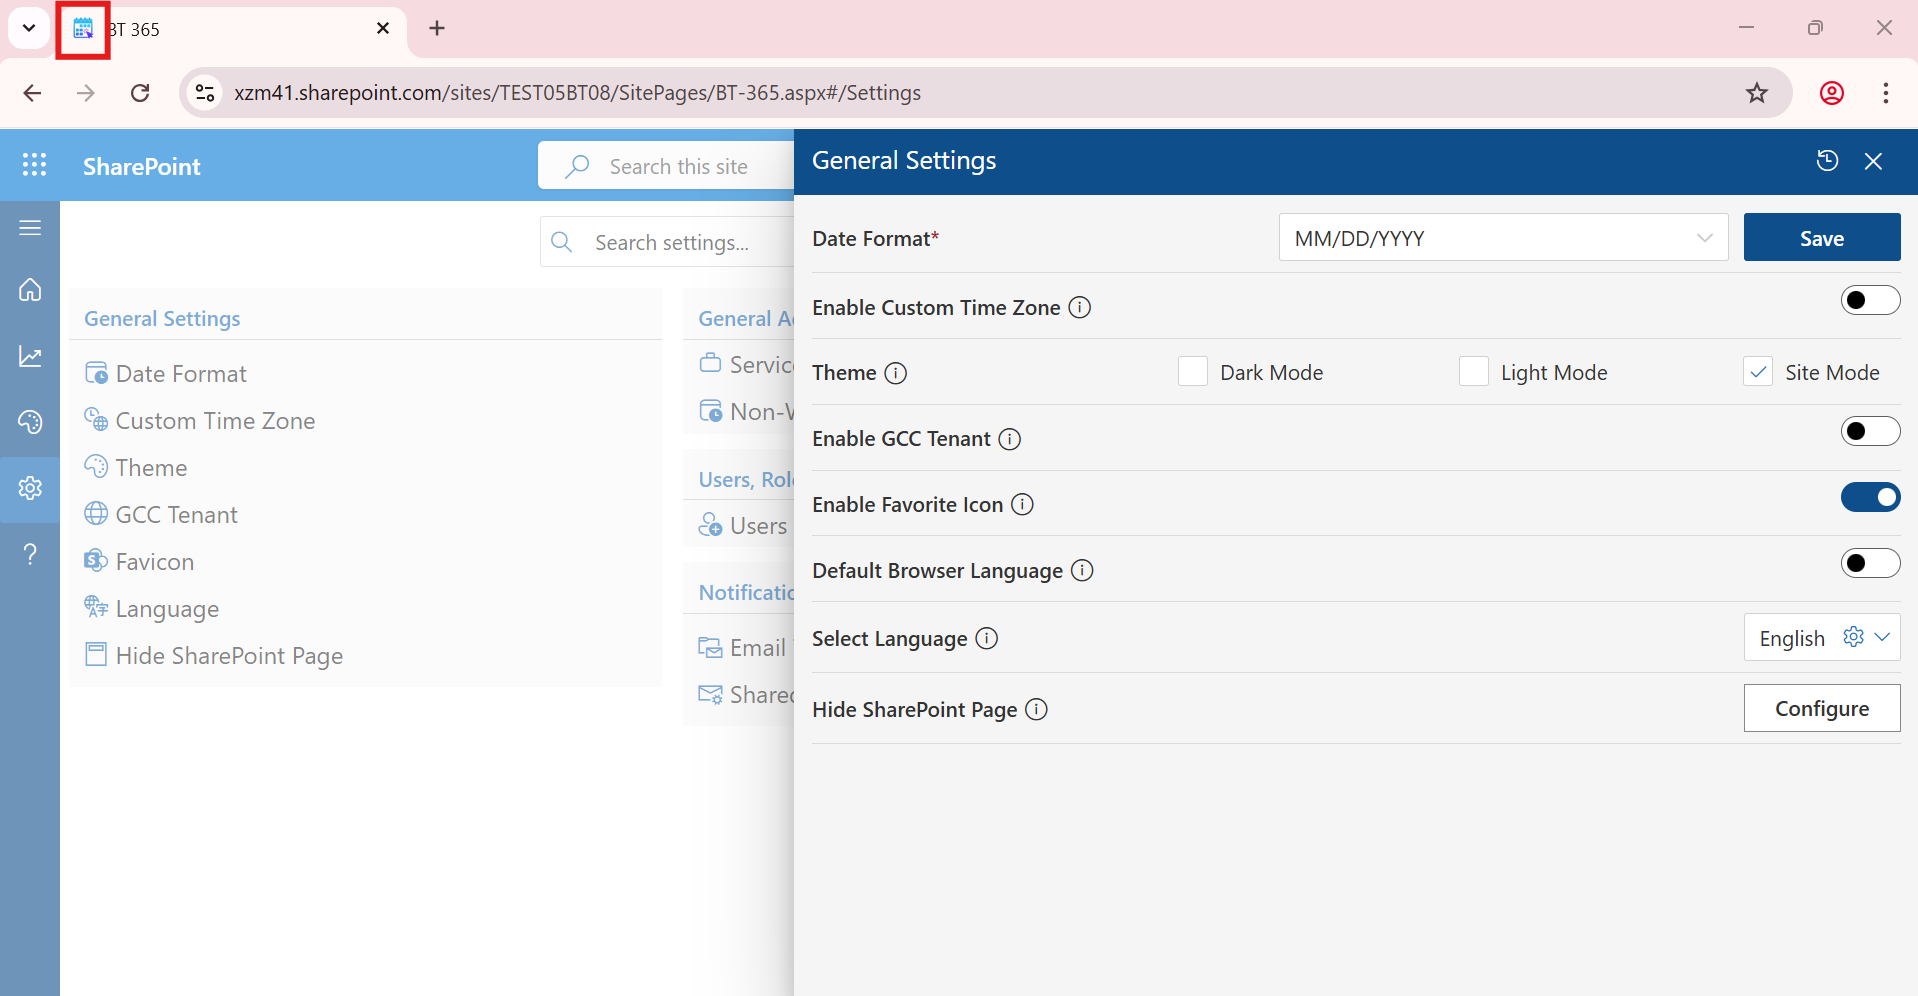 BT 365
xzm41.sharepoint.com/sites/TEST05BT08/SitePages/BT-365.aspx#/Settings
SharePoint
Search this site
Search settings...
General Settings
Date Format
Custom Time Zone
Theme
GCC Tenant
Favicon
Language
Hide SharePoint Page
General A
Servic
Non-W
Users, Rol
Users
Notificatio
Email
Shared
General Settings
Date Format*
MM/DD/YYYY
Save
Enable Custom Time Zone
Theme
Dark Mode
Light Mode
Site Mode
Enable GCC Tenant
Enable Favorite Icon
Default Browser Language
Select Language
English
Hide SharePoint Page
Configure